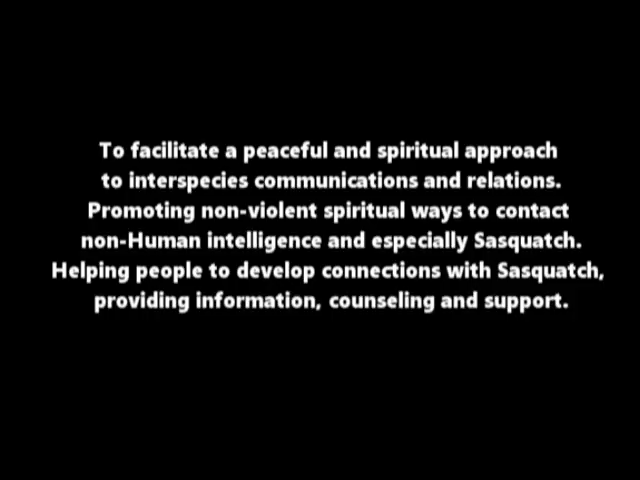 To facilitate a peaceful and spiritual approach
to interspecies communications and relations.
Promoting non-violent spiritual ways to contact
non-Human intelligence and especially Sasquatch.
Helping people to develop connections with Sasquatch,
providing information, counseling and support.